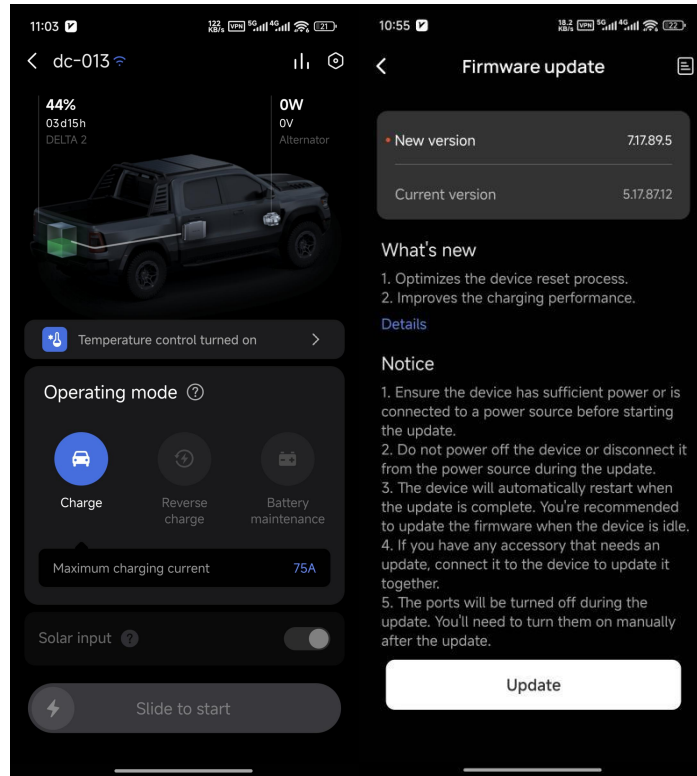 11:03
122 KB/s VPN 5G 4G 6 21
dc-013
44%
03d15h
DELTA 2
0W
0V
Alternator
Temperature control turned on
Operating mode ?
Charge
Reverse
charge
Battery
maintenance
Maximum charging current 75A
Solar input ?
Slide to start
10:55
18.2 KB/s VPN 5G 4G 6 22
Firmware update
New version 7.17.89.5
Current version 5.17.87.12
What's new
1. Optimizes the device reset process.
2. Improves the charging performance.
Details
Notice
1. Ensure the device has sufficient power or is
connected to a power source before starting
the update.
2. Do not power off the device or disconnect it
from the power source during the update.
3. The device will automatically restart when
the update is complete. You're recommended
to update the firmware when the device is idle.
4. If you have any accessory that needs an
update, connect it to the device to update it
together.
5. The ports will be turned off during the
update. You'll need to turn them on manually
after the update.
Update